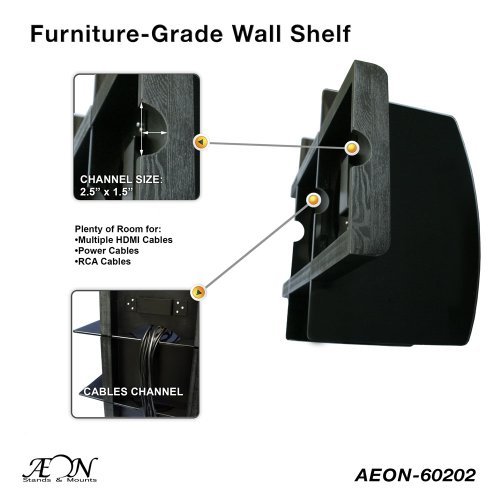 Furniture-Grade Wall Shelf
CHANNEL SIZE:
2.5" x 1.5"
Plenty of Room for:
•Multiple HDMI Cables
•Power Cables
•RCA Cables
CABLES CHANNEL
ÆON
Stands & Mounts
AEON-60202